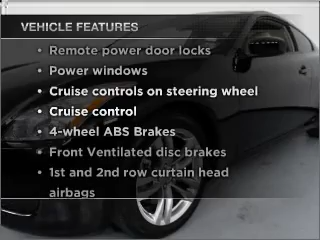 VEHICLE FEATURES
• Remote power door locks
• Power windows
• Cruise controls on steering wheel
• Cruise control
• 4-wheel ABS Brakes
• Front Ventilated disc brakes
• 1st and 2nd row curtain head
airbags